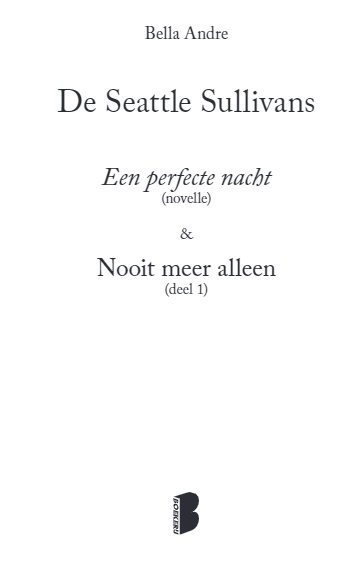 Bella Andre
De Seattle Sullivans
Een perfecte nacht
(novelle)
&
Nooit meer alleen
(deel 1)
BOEKERIJ